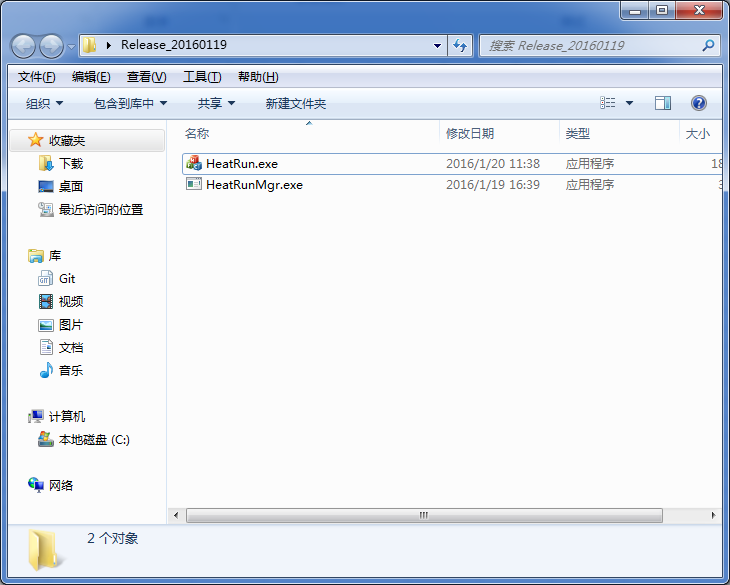 Release_20160119
搜索 Release_20160119
文件(F) 编辑(E) 查看(V) 工具(T) 帮助(H)
组织 包含到库中 共享 新建文件夹
收藏夹
下载
桌面
最近访问的位置
库
Git
视频
图片
文档
音乐
计算机
本地磁盘 (C:)
网络
名称 修改日期 类型 大小
HeatRun.exe 2016/1/20 11:38 应用程序 18
HeatRunMgr.exe 2016/1/19 16:39 应用程序
2 个对象